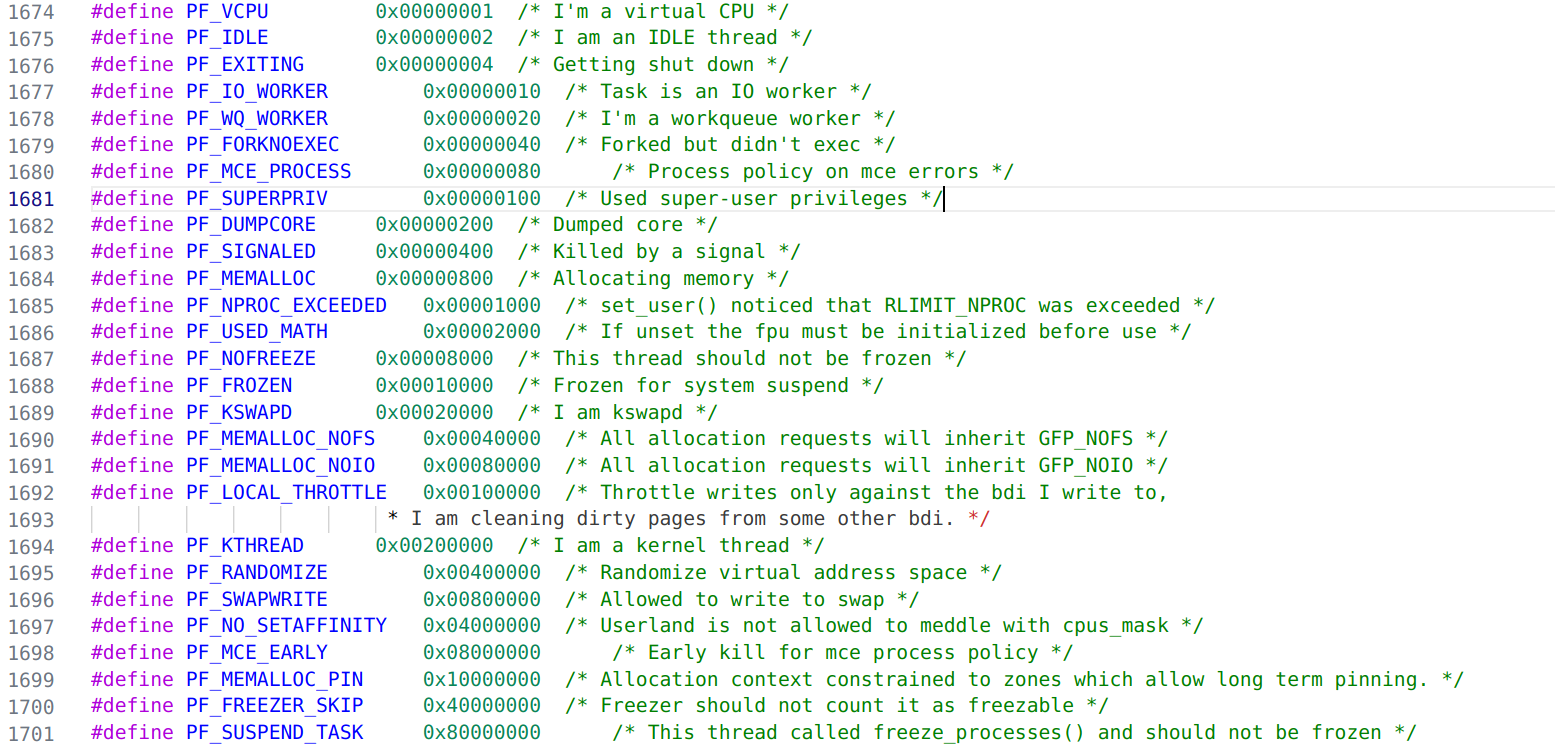 1674 #define PF_VCPU 0x00000001 /* I'm a virtual CPU */
1675 #define PF_IDLE 0x00000002 /* I am an IDLE thread */
1676 #define PF_EXITING 0x00000004 /* Getting shut down */
1677 #define PF_IO_WORKER 0x00000010 /* Task is an IO worker */
1678 #define PF_WQ_WORKER 0x00000020 /* I'm a workqueue worker */
1679 #define PF_FORKNOEXEC 0x00000040 /* Forked but didn't exec */
1680 #define PF_MCE_PROCESS 0x00000080 /* Process policy on mce errors */
1681 #define PF_SUPERPRIV 0x00000100 /* Used super-user privileges */
1682 #define PF_DUMPCORE 0x00000200 /* Dumped core */
1683 #define PF_SIGNALED 0x00000400 /* Killed by a signal */
1684 #define PF_MEMALLOC 0x00000800 /* Allocating memory */
1685 #define PF_NPROC_EXCEEDED 0x00001000 /* set_user() noticed that RLIMIT_NPROC was exceeded */
1686 #define PF_USED_MATH 0x00002000 /* If unset the fpu must be initialized before use */
1687 #define PF_NOFREEZE 0x00008000 /* This thread should not be frozen */
1688 #define PF_FROZEN 0x00010000 /* Frozen for system suspend */
1689 #define PF_KSWAPD 0x00020000 /* I am kswapd */
1690 #define PF_MEMALLOC_NOFS 0x00040000 /* All allocation requests will inherit GFP_NOFS */
1691 #define PF_MEMALLOC_NOIO 0x00080000 /* All allocation requests will inherit GFP_NOIO */
1692 #define PF_LOCAL_THROTTLE 0x00100000 /* Throttle writes only against the bdi I write to,
1693 * I am cleaning dirty pages from some other bdi. */
1694 #define PF_KTHREAD 0x00200000 /* I am a kernel thread */
1695 #define PF_RANDOMIZE 0x00400000 /* Randomize virtual address space */
1696 #define PF_SWAPWRITE 0x00800000 /* Allowed to write to swap */
1697 #define PF_NO_SETAFFINITY 0x04000000 /* Userland is not allowed to meddle with cpus_mask */
1698 #define PF_MCE_EARLY 0x08000000 /* Early kill for mce process policy */
1699 #define PF_MEMALLOC_PIN 0x10000000 /* Allocation context constrained to zones which allow long term pinning. */
1700 #define PF_FREEZER_SKIP 0x40000000 /* Freezer should not count it as freezable */
1701 #define PF_SUSPEND_TASK 0x80000000 /* This thread called freeze_processes() and should not be frozen */